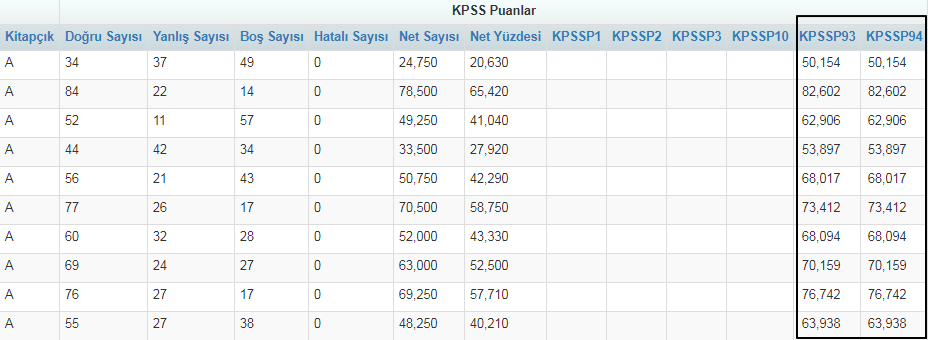 KPSS Puanlar
Kitapçık Doğru Sayısı Yanlış Sayısı Boş Sayısı Hatalı Sayısı Net Sayısı Net Yüzdesi KPSSP1 KPSSP2 KPSSP3 KPSSP10 KPSSP93 KPSSP94
A 34 37 49 0 24,750 20,630 50,154 50,154
A 84 22 14 0 78,500 65,420 82,602 82,602
A 52 11 57 0 49,250 41,040 62,906 62,906
A 44 42 34 0 33,500 27,920 53,897 53,897
A 56 21 43 0 50,750 42,290 68,017 68,017
A 77 26 17 0 70,500 58,750 73,412 73,412
A 60 32 28 0 52,000 43,330 68,094 68,094
A 69 24 27 0 63,000 52,500 70,159 70,159
A 76 27 17 0 69,250 57,710 76,742 76,742
A 55 27 38 0 48,250 40,210 63,938 63,938